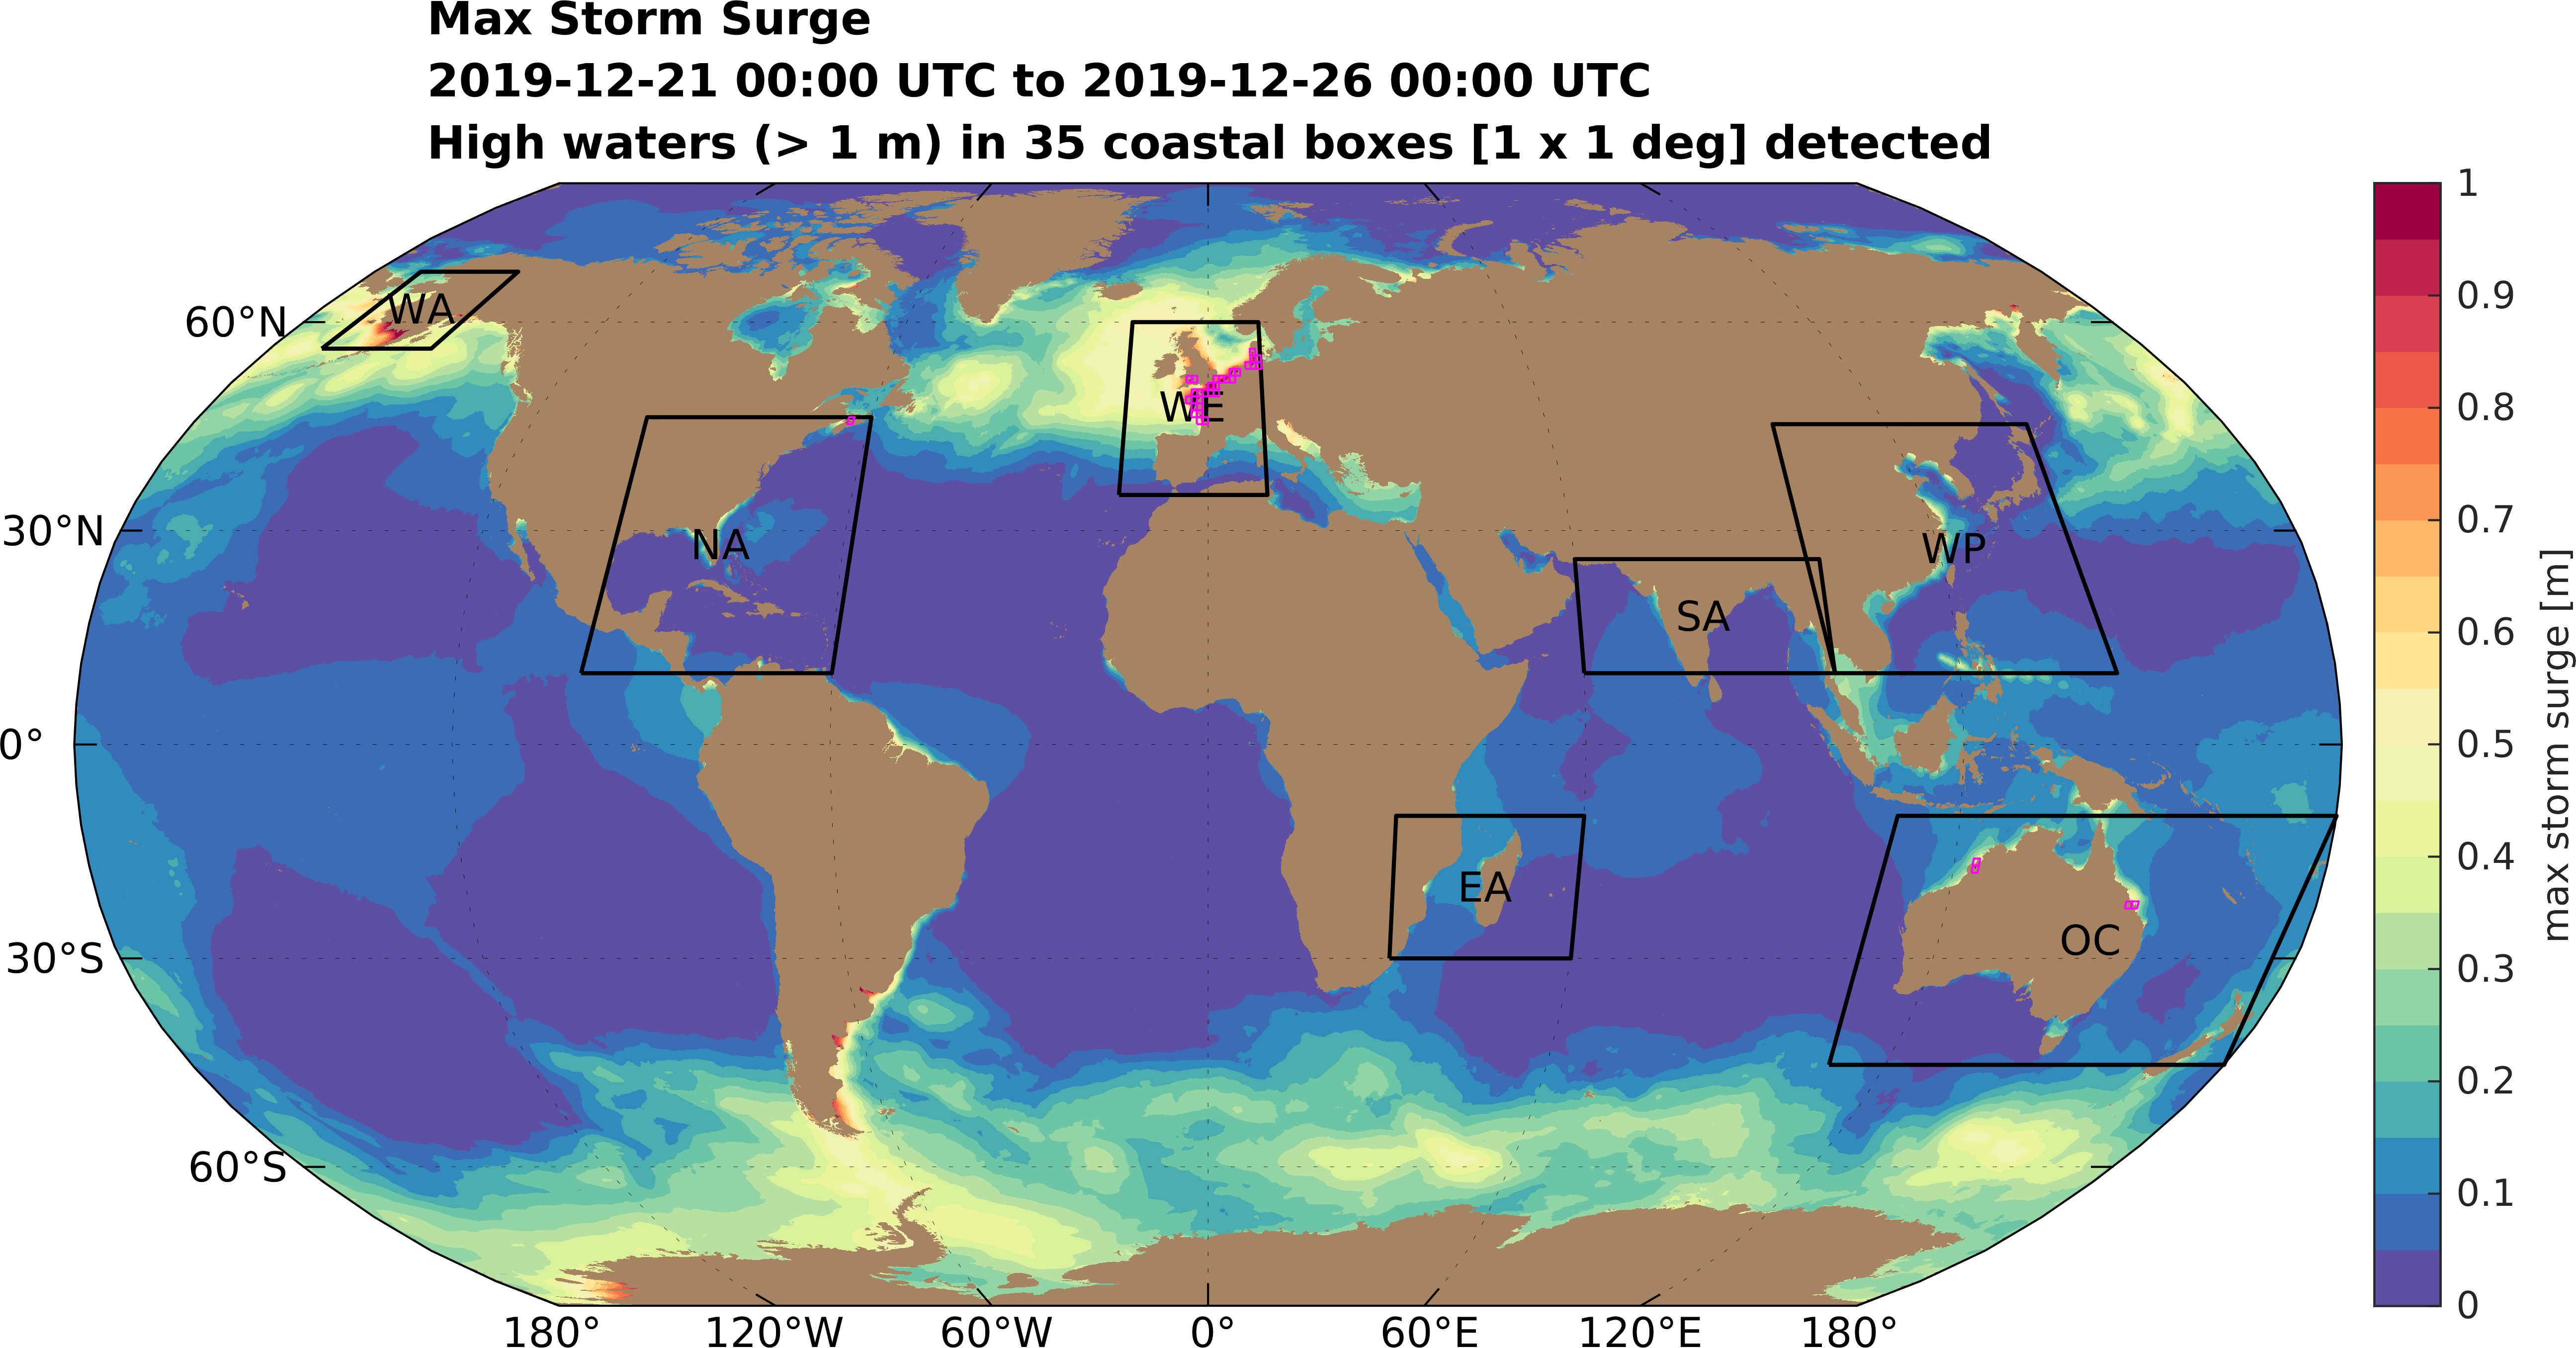 Max Storm Surge
2019-12-21 00:00 UTC to 2019-12-26 00:00 UTC
High waters (> 1 m) in 35 coastal boxes [1 x 1 deg] detected
60°N
30°N
0°
30°S
60°S
WA
NA
WE
SA
WP
EA
OC
180°
120°W
60°W
0°
60°E
120°E
180°
1
0.9
0.8
0.7
0.6
0.5
0.4
0.3
0.2
0.1
0
max storm surge [m]